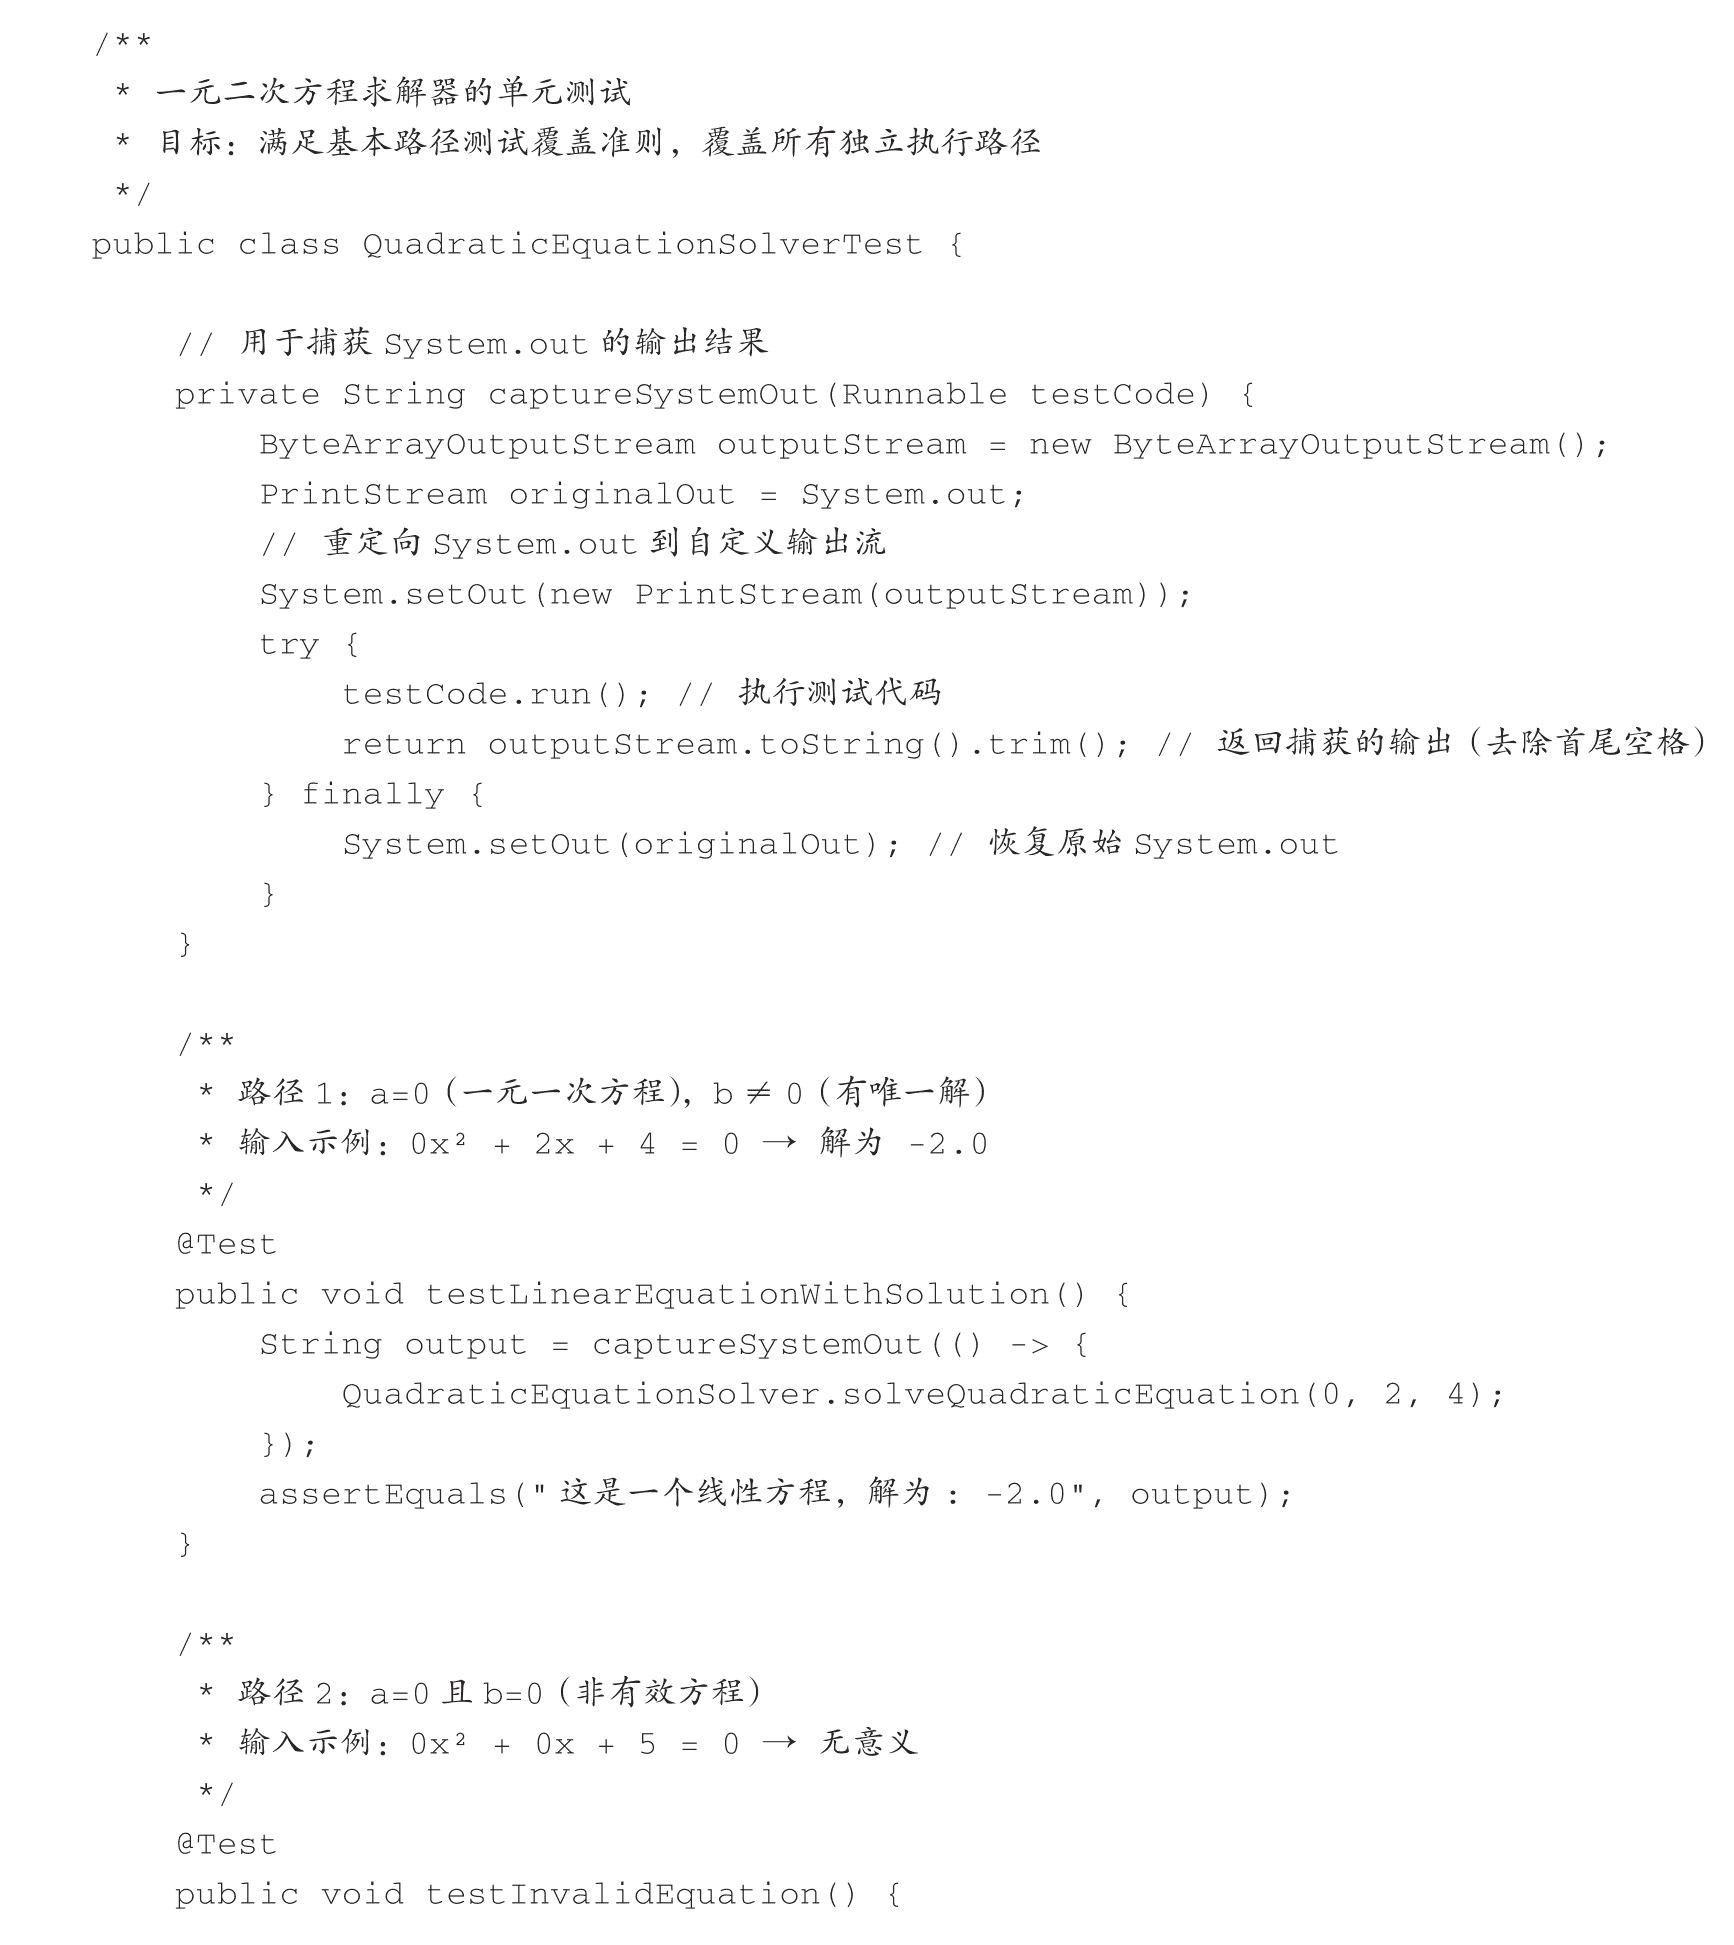 /**
 * 一元二次方程求解器的单元测试
 * 目标：满足基本路径测试覆盖准则，覆盖所有独立执行路径
 */
public class QuadraticEquationSolverTest {

    // 用于捕获 System.out 的输出结果
    private String captureSystemOut(Runnable testCode) {
        ByteArrayOutputStream outputStream = new ByteArrayOutputStream();
        PrintStream originalOut = System.out;
        // 重定向 System.out 到自定义输出流
        System.setOut(new PrintStream(outputStream));
        try {
            testCode.run(); // 执行测试代码
            return outputStream.toString().trim(); // 返回捕获的输出（去除首尾空格）
        } finally {
            System.setOut(originalOut); // 恢复原始 System.out
        }
    }

    /**
     * 路径 1：a=0（一元一次方程），b ≠ 0（有唯一解）
     * 输入示例：0x² + 2x + 4 = 0 → 解为 -2.0
     */
    @Test
    public void testLinearEquationWithSolution() {
        String output = captureSystemOut(() -> {
            QuadraticEquationSolver.solveQuadraticEquation(0, 2, 4);
        });
        assertEquals("这是一个线性方程，解为：-2.0", output);
    }

    /**
     * 路径 2：a=0 且 b=0（非有效方程）
     * 输入示例：0x² + 0x + 5 = 0 → 无意义
     */
    @Test
    public void testInvalidEquation() {